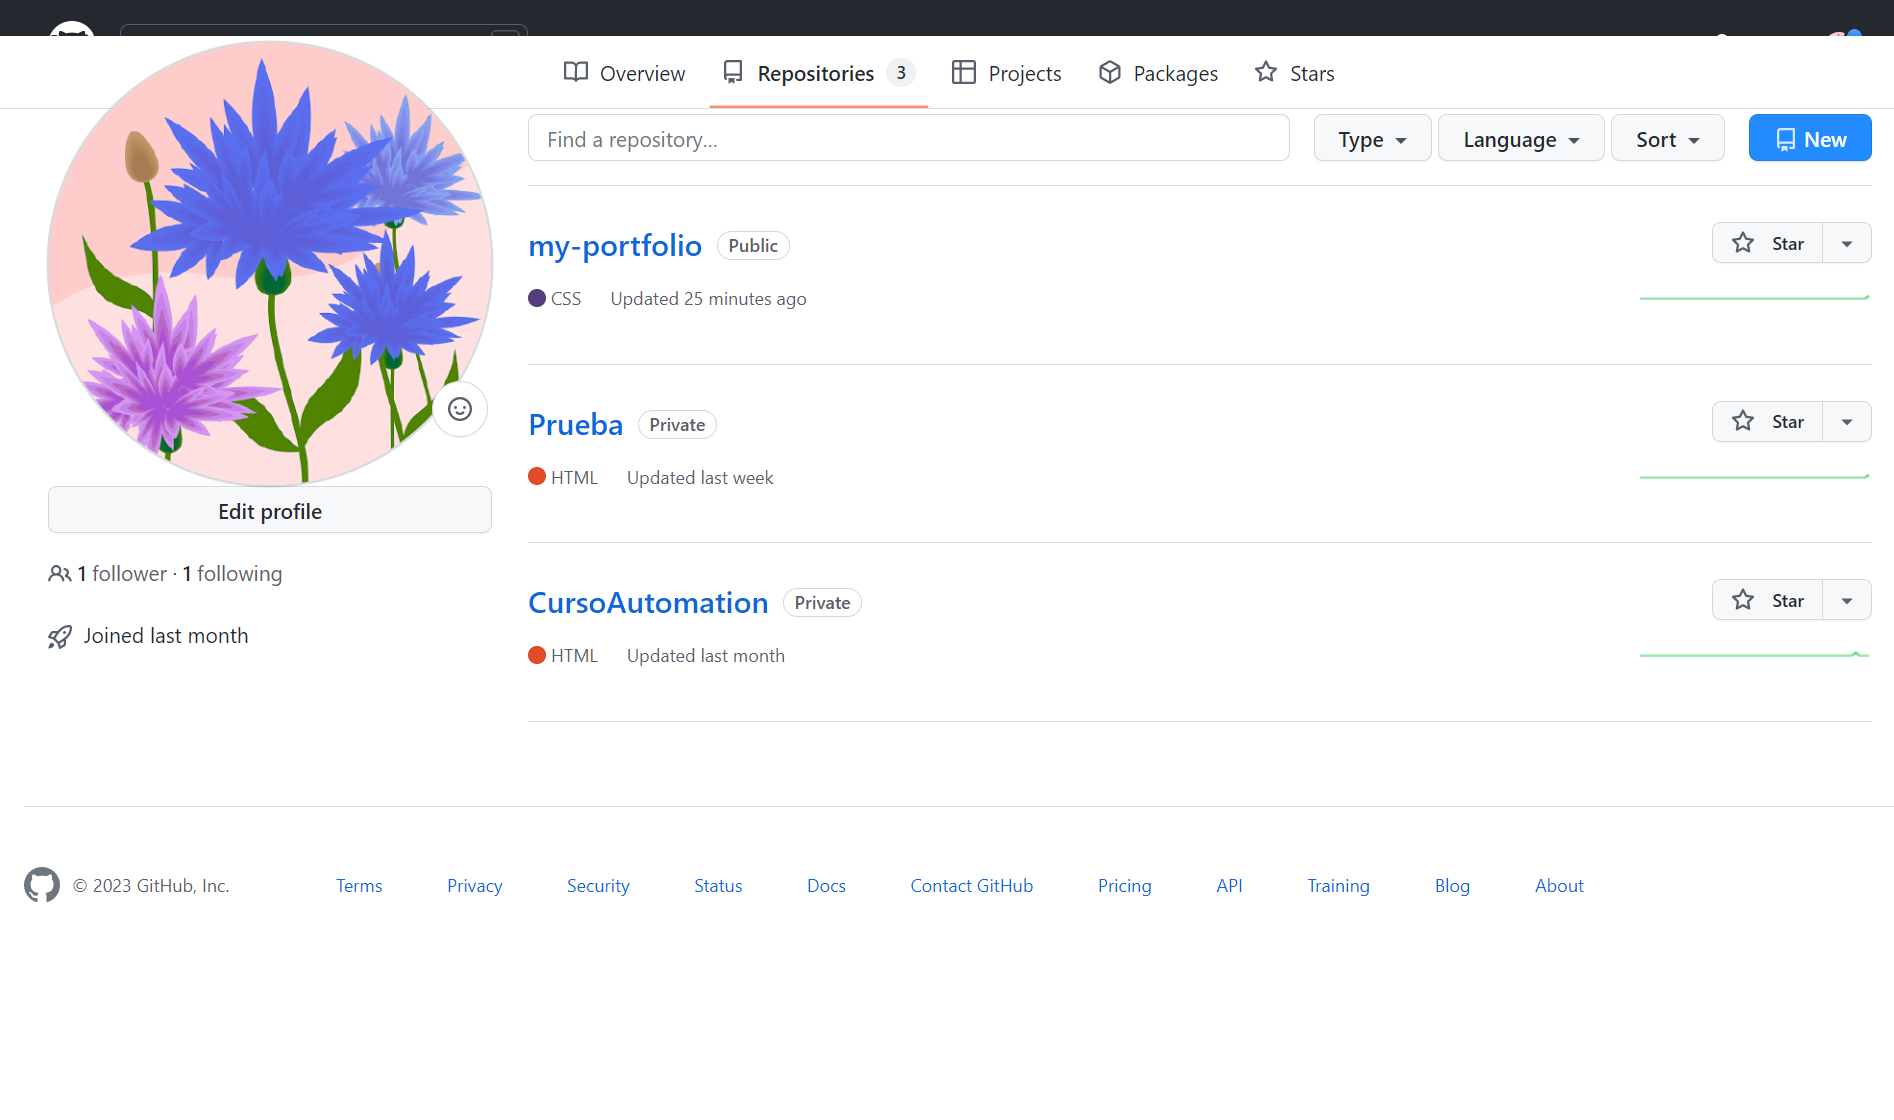 Overview Repositories 3 Projects Packages Stars
Find a repository... Type Language Sort New
my-portfolio Public Star
CSS Updated 25 minutes ago
Prueba Private Star
HTML Updated last week
Edit profile
1 follower · 1 following
CursoAutomation Private Star
Joined last month
HTML Updated last month
© 2023 GitHub, Inc. Terms Privacy Security Status Docs Contact GitHub Pricing API Training Blog About